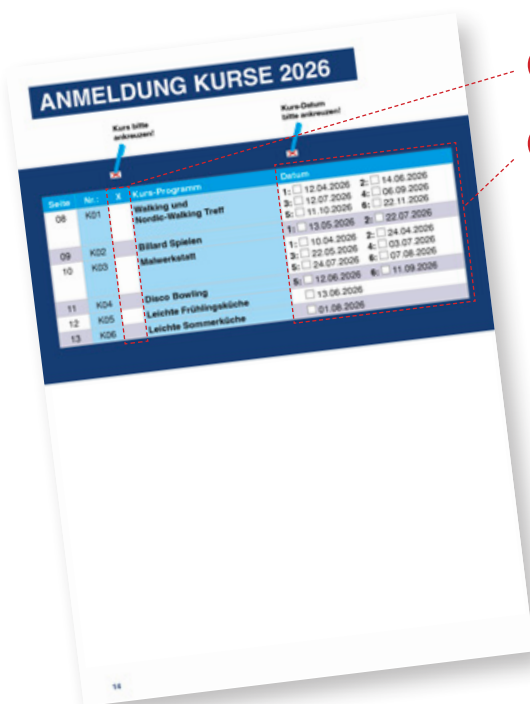 ANMELDUNG KURSE 2026
Kurs bitte
ankreuzen!
Kurs-Datum
bitte ankreuzen!
Seite Nr.: X Kurs-Programm Datum
08 K01 Walking und
Nordic-Walking Treff
1: 12.04.2026 2: 14.06.2026
3: 12.07.2026 4: 06.09.2026
5: 11.10.2026 6: 22.11.2026
09 K02 Billard Spielen 1: 13.05.2026 2: 22.07.2026
10 K03 Malwerkstatt 1: 10.04.2026 2: 24.04.2026
3: 22.05.2026 4: 03.07.2026
5: 24.07.2026 6: 07.08.2026
11 K04 Disco Bowling 5: 12.06.2026 6: 11.09.2026
12 K05 Leichte Frühlingsküche 13.06.2026
13 K06 Leichte Sommerküche 01.08.2026
14